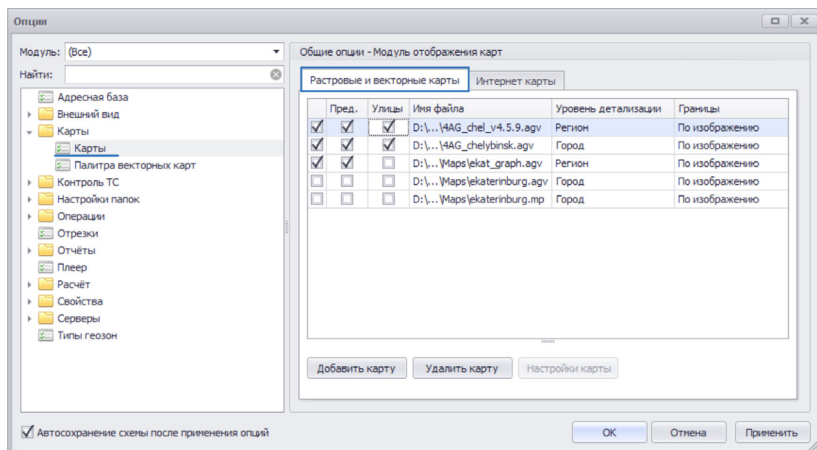 Опции
Модуль: (Все)
Найти:
Адресная база
Внешний вид
Карты
Карты
Палитра векторных карт
Контроль ТС
Настройки папок
Операции
Отрезки
Отчёты
Плеер
Расчёт
Свойства
Серверы
Типы геозон
Общие опции - Модуль отображения карт
Растровые и векторные карты Интернет карты
Пред. Улицы Имя файла Уровень детализации Границы
D:\...\4AG_chel_v4.5.9.agv Регион По изображению
D:\...\4AG_chelybinsk.agv Город По изображению
D:\...\Maps\ekat_graph.agv Регион По изображению
D:\...\Maps\ekaterinburg.agv Город По изображению
D:\...\Maps\ekaterinburg.mp Город По изображению
Добавить карту Удалить карту Настройки карты
Автосохранение схемы после применения опций
ОК Отмена Применить